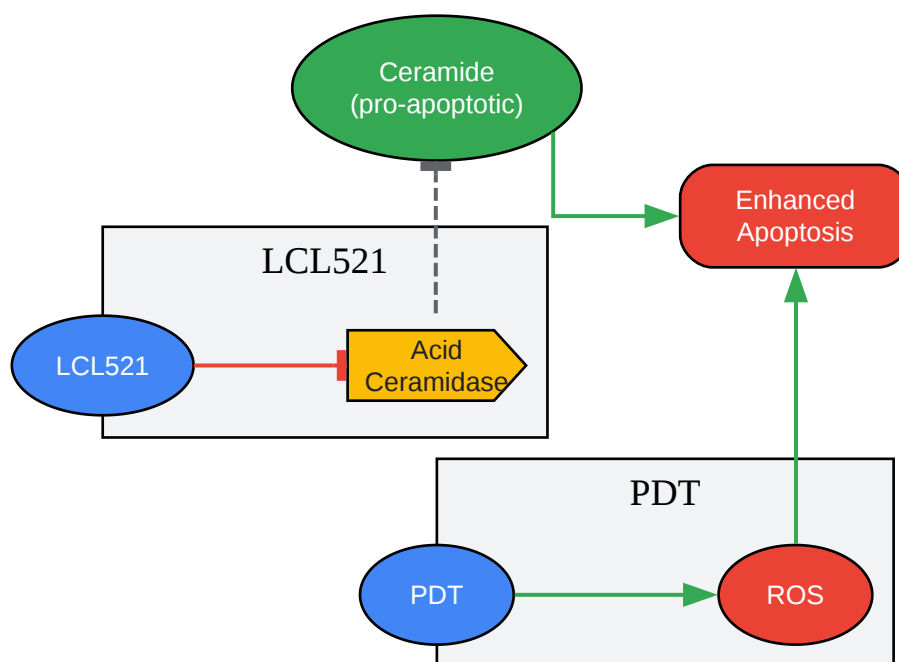 Ceramide
(pro-apoptotic)
Enhanced
Apoptosis
LCL521
LCL521
Acid
Ceramidase
PDT
PDT
ROS